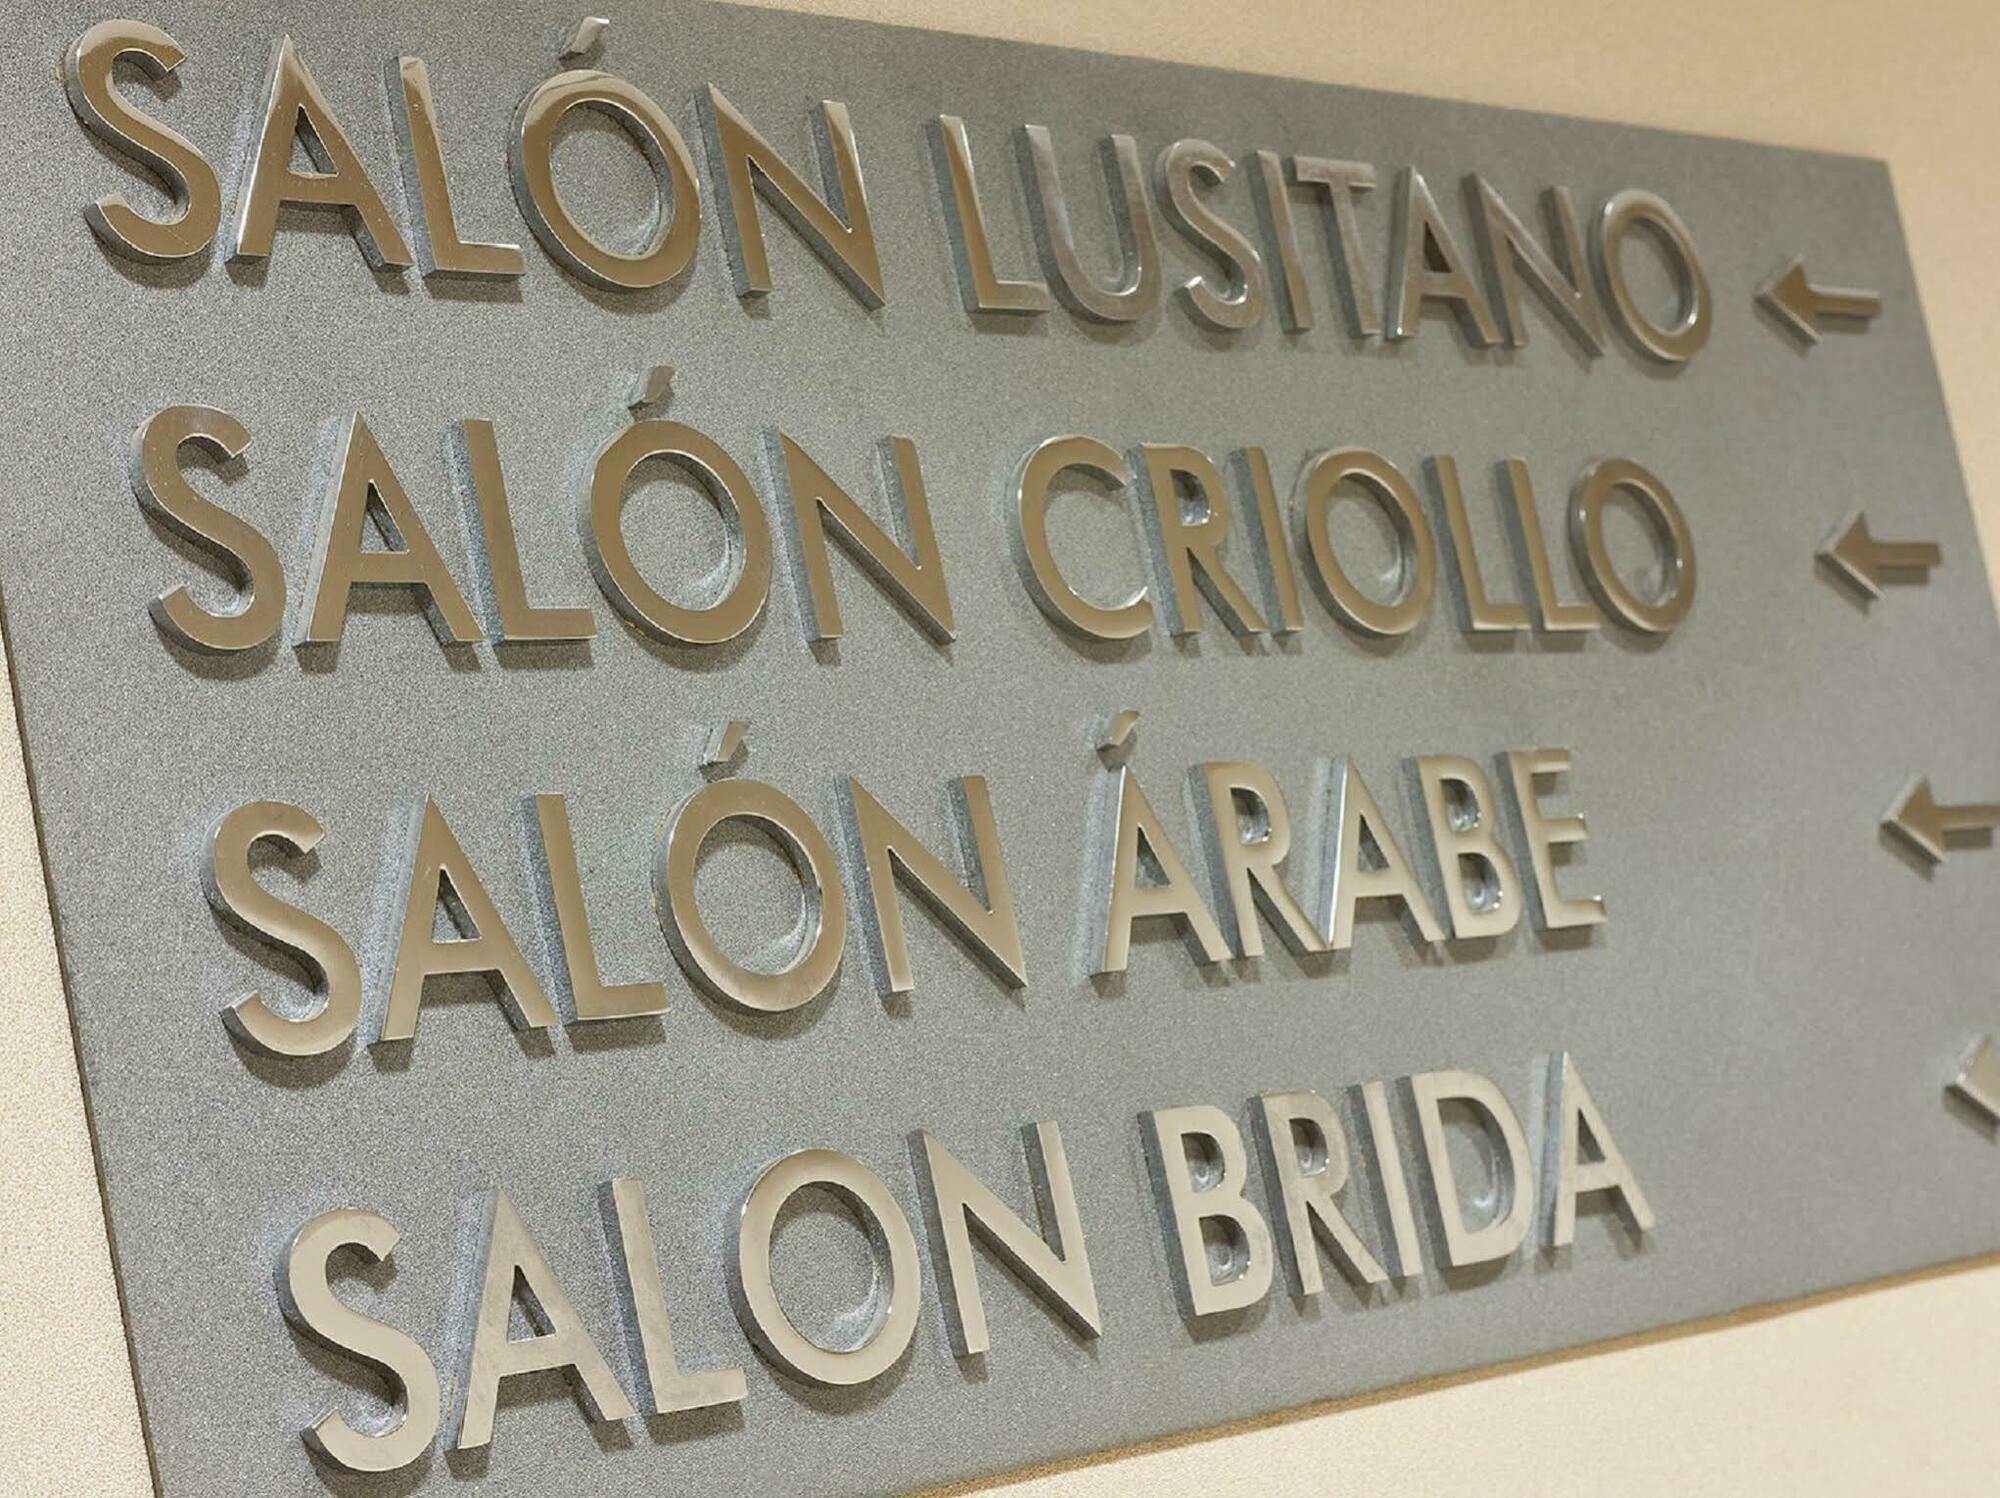 SALÓN LUSITANO ←
SALÓN CRIOLLO ←
SALÓN ÁRABE ←
SALON BRIDA ←